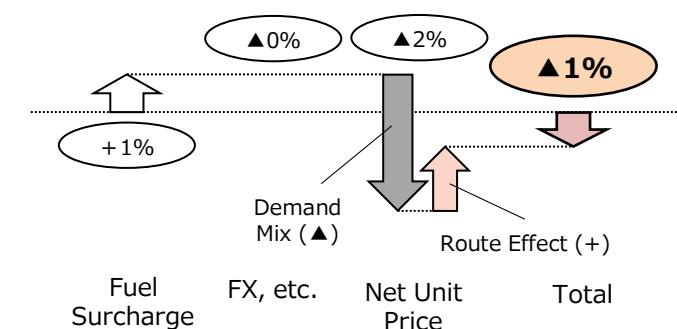 ▲0%
▲2%
▲1%
+1%
Demand
Mix (▲)
Route Effect (+)
Fuel
Surcharge
FX, etc.
Net Unit
Price
Total